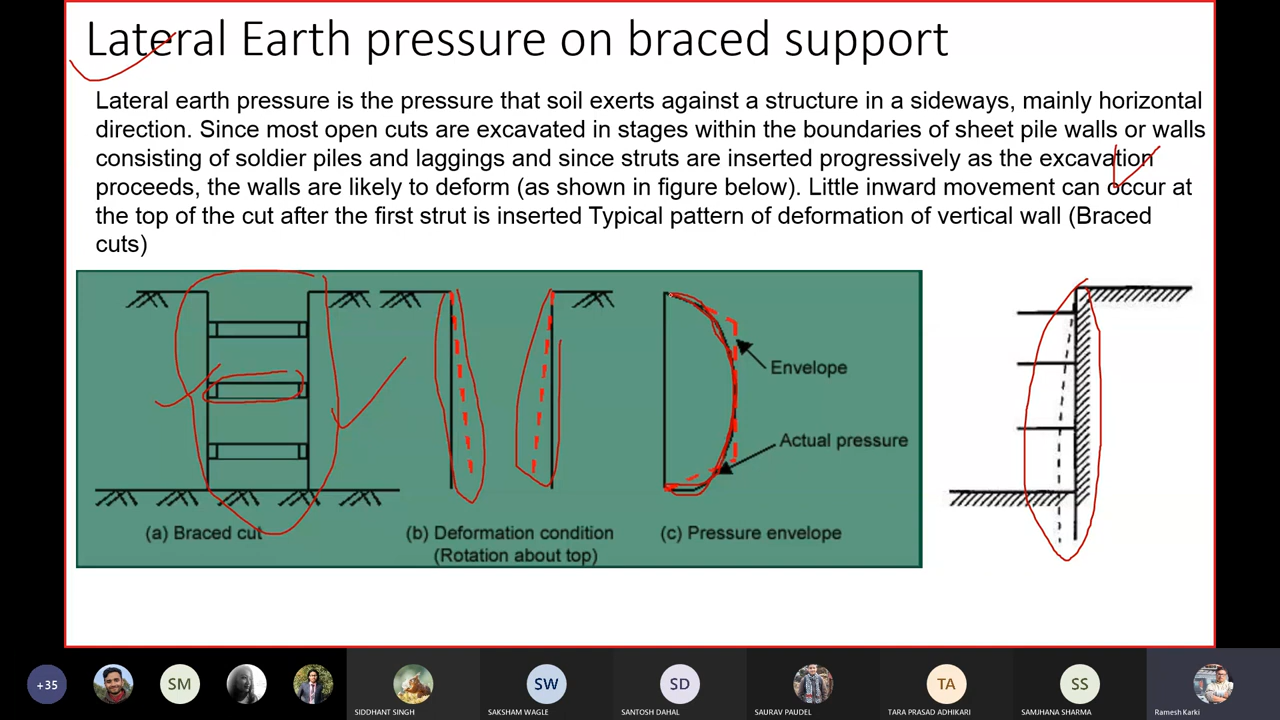 Lateral Earth pressure on braced support
Lateral earth pressure is the pressure that soil exerts against a structure in a sideways, mainly horizontal
direction. Since most open cuts are excavated in stages within the boundaries of sheet pile walls or walls
consisting of soldier piles and laggings and since struts are inserted progressively as the excavation
proceeds, the walls are likely to deform (as shown in figure below). Little inward movement can occur at
the top of the cut after the first strut is inserted Typical pattern of deformation of vertical wall (Braced
cuts)
Envelope
Actual pressure
(a) Braced cut
(b) Deformation condition
(Rotation about top)
(c) Pressure envelope
+35
SM
SW
SD
TA
SS
SIDDHANT SINGH
SAKSHAM WAGLE
SANTOSH DAHAL
SAURAV PAUDEL
TARA PRASAD ADHIKARI
SAMJHANA SHARMA
Ramesh Karki